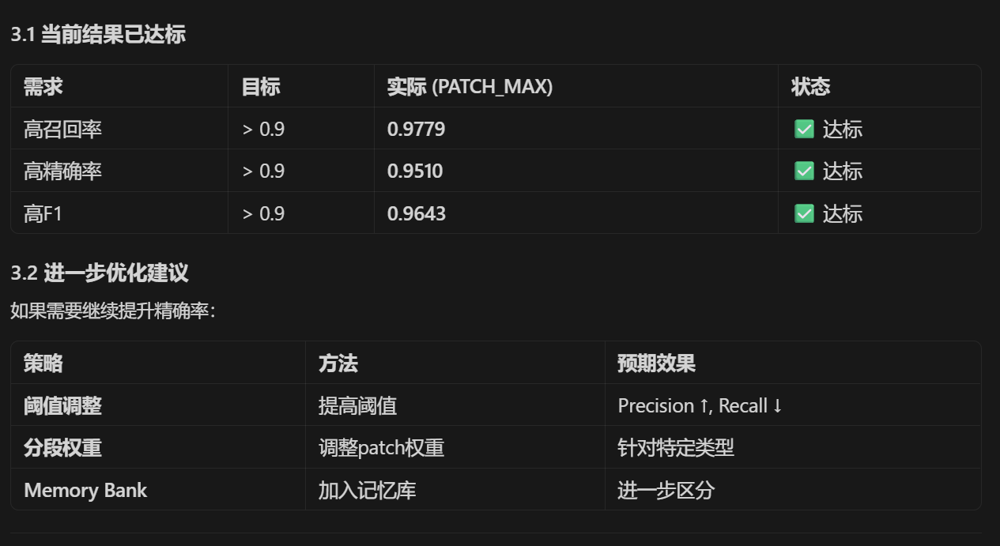 3.1 当前结果已达标
需求 目标 实际 (PATCH_MAX) 状态
高召回率 > 0.9 0.9779 ✅ 达标
高精确率 > 0.9 0.9510 ✅ 达标
高F1 > 0.9 0.9643 ✅ 达标
3.2 进一步优化建议
如果需要继续提升精确率：
策略 方法 预期效果
阈值调整 提高阈值 Precision ↑, Recall ↓
分段权重 调整patch权重 针对特定类型
Memory Bank 加入记忆库 进一步区分